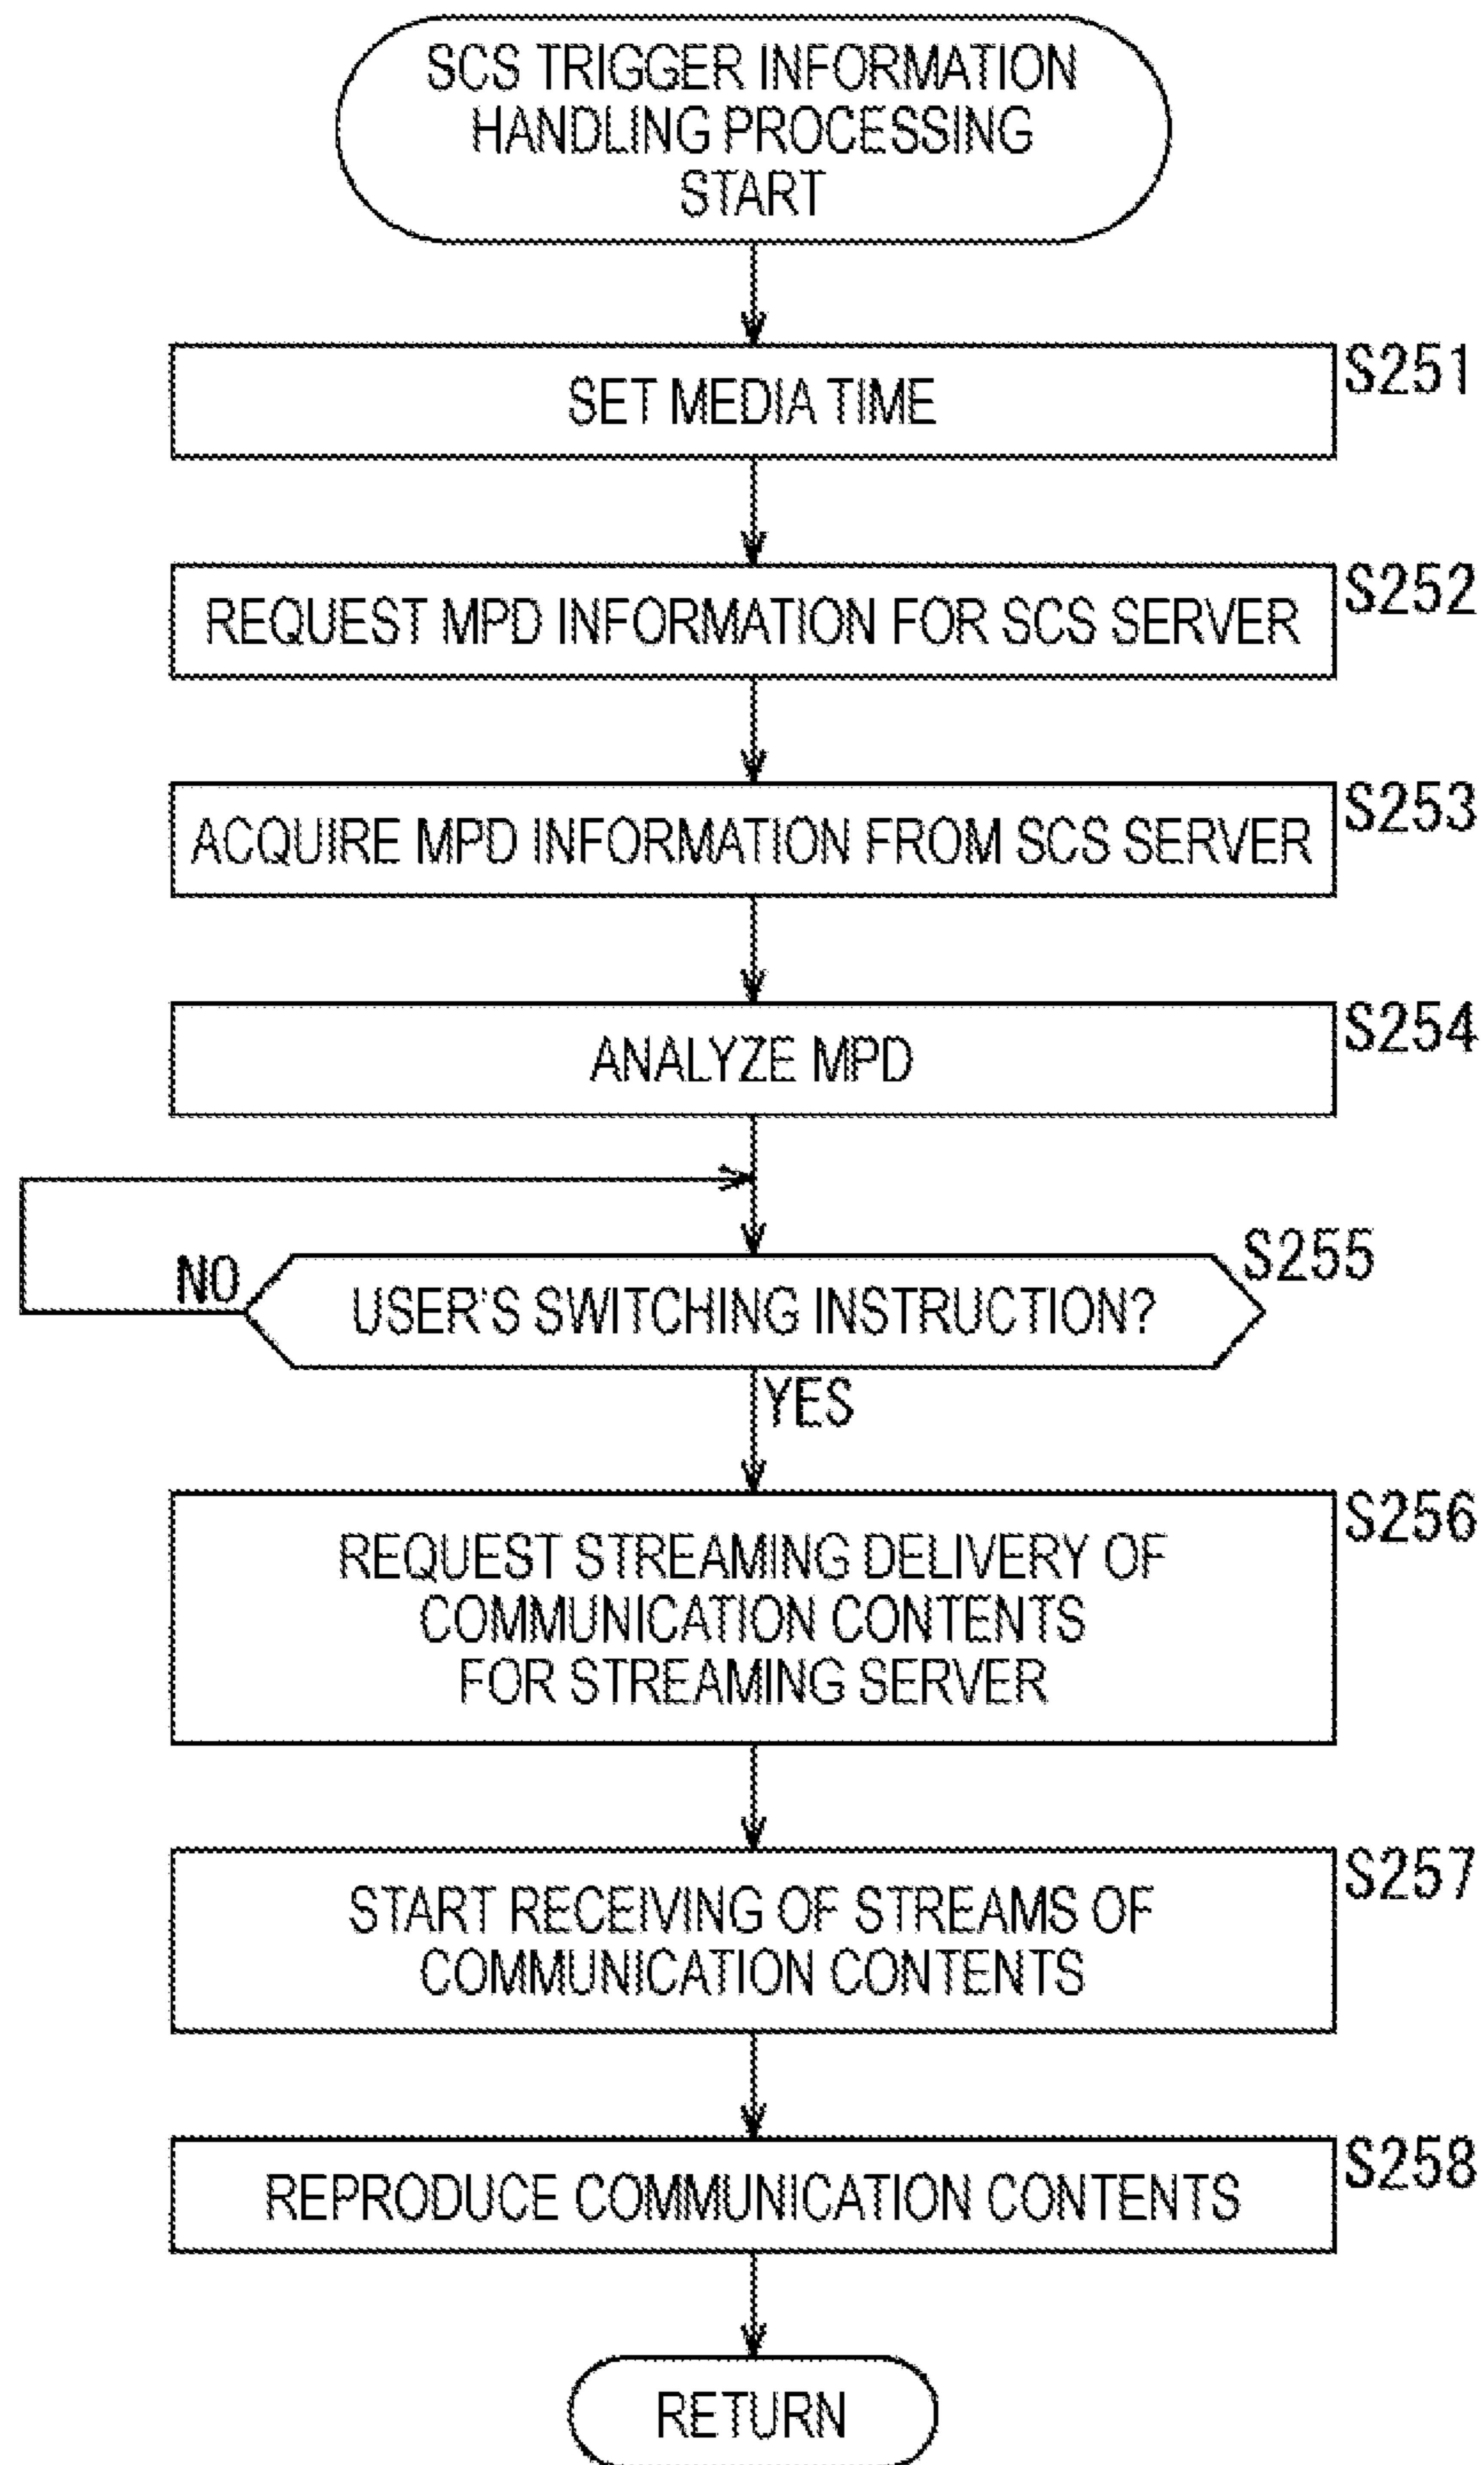 SCS TRIGGER INFORMATION
HANDLING PROCESSING
START
SET MEDIA TIME
S251
REQUEST MPD INFORMATION FOR SCS SERVER
S252
ACQUIRE MPD INFORMATION FROM SCS SERVER
S253
ANALYZE MPD
S254
NO
USER'S SWITCHING INSTRUCTION?
S255
YES
REQUEST STREAMING DELIVERY OF
COMMUNICATION CONTENTS
FOR STREAMING SERVER
S256
START RECEIVING OF STREAMS OF
COMMUNICATION CONTENTS
S257
REPRODUCE COMMUNICATION CONTENTS
S258
RETURN